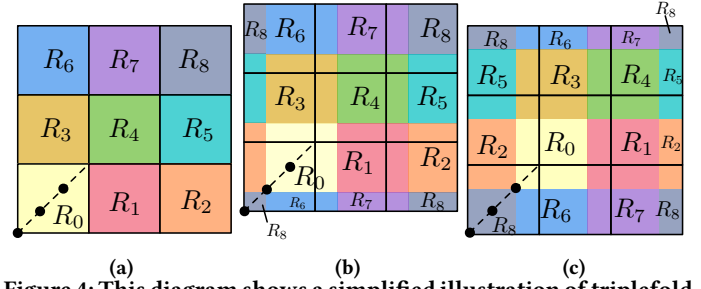 R8
R6 R7 R8 R8 R6 R7 R8 R6 R7
R3 R4 R5 R3 R4 R5 R5 R3 R4 R5
R0 R1 R2 R0 R1 R2 R2 R0 R1 R2
R6 R7 R8 R8 R6 R7 R8
R8
(a) (b) (c)
Figure 4: This diagram shows a simplified illustration of triplefold